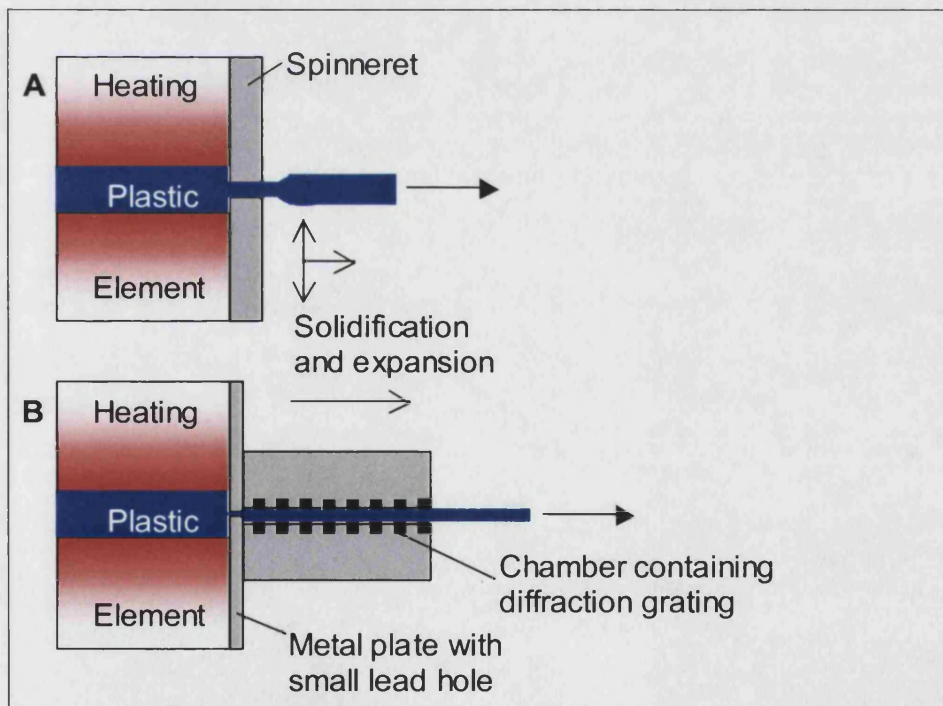 A
Heating
Spinneret
Plastic
Element
Solidification
and expansion
B
Heating
Plastic
Element
Chamber containing
diffraction grating
Metal plate with
small lead hole